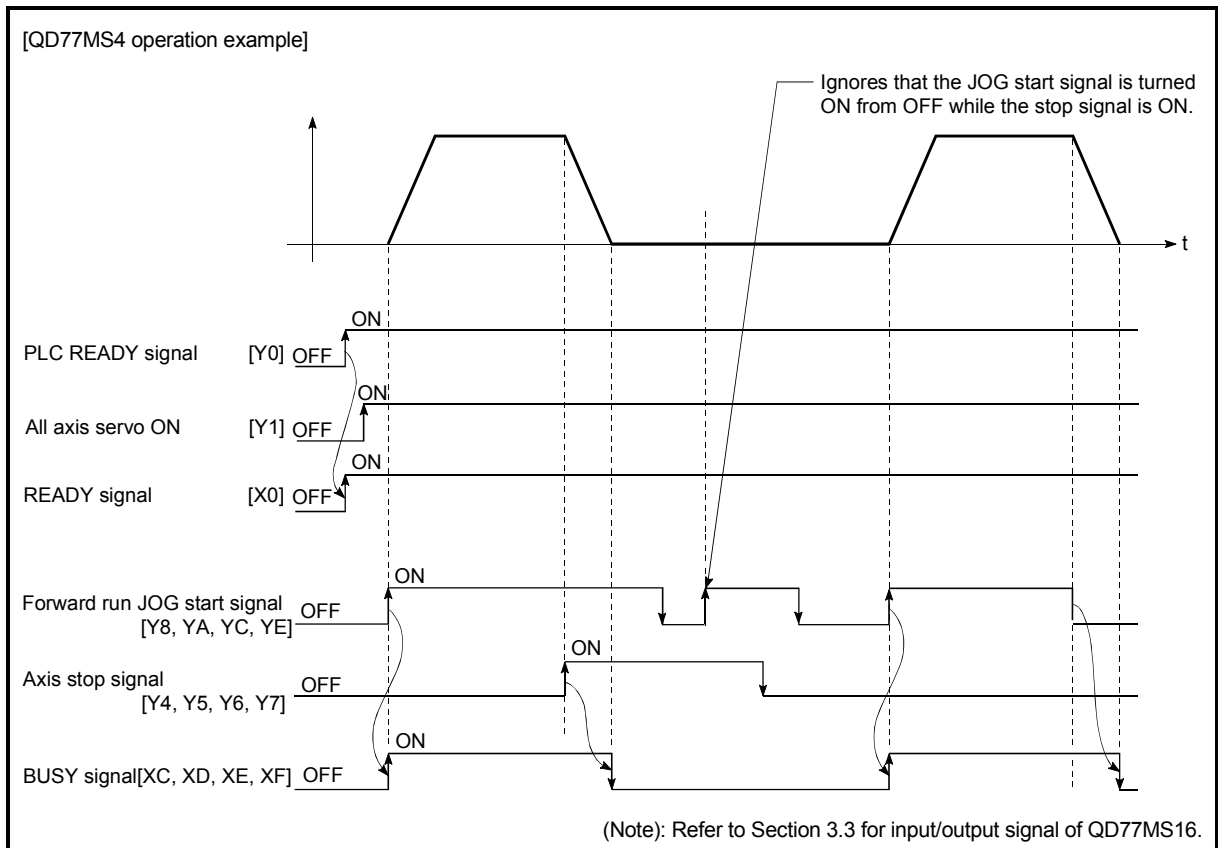 [QD77MS4 operation example]
Ignores that the JOG start signal is turned
ON from OFF while the stop signal is ON.
t
ON
PLC READY signal [Y0] OFF
ON
All axis servo ON [Y1] OFF
ON
READY signal [X0] OFF
ON
Forward run JOG start signal OFF
[Y8, YA, YC, YE]
ON
Axis stop signal OFF
[Y4, Y5, Y6, Y7]
ON
BUSY signal[XC, XD, XE, XF] OFF
(Note): Refer to Section 3.3 for input/output signal of QD77MS16.